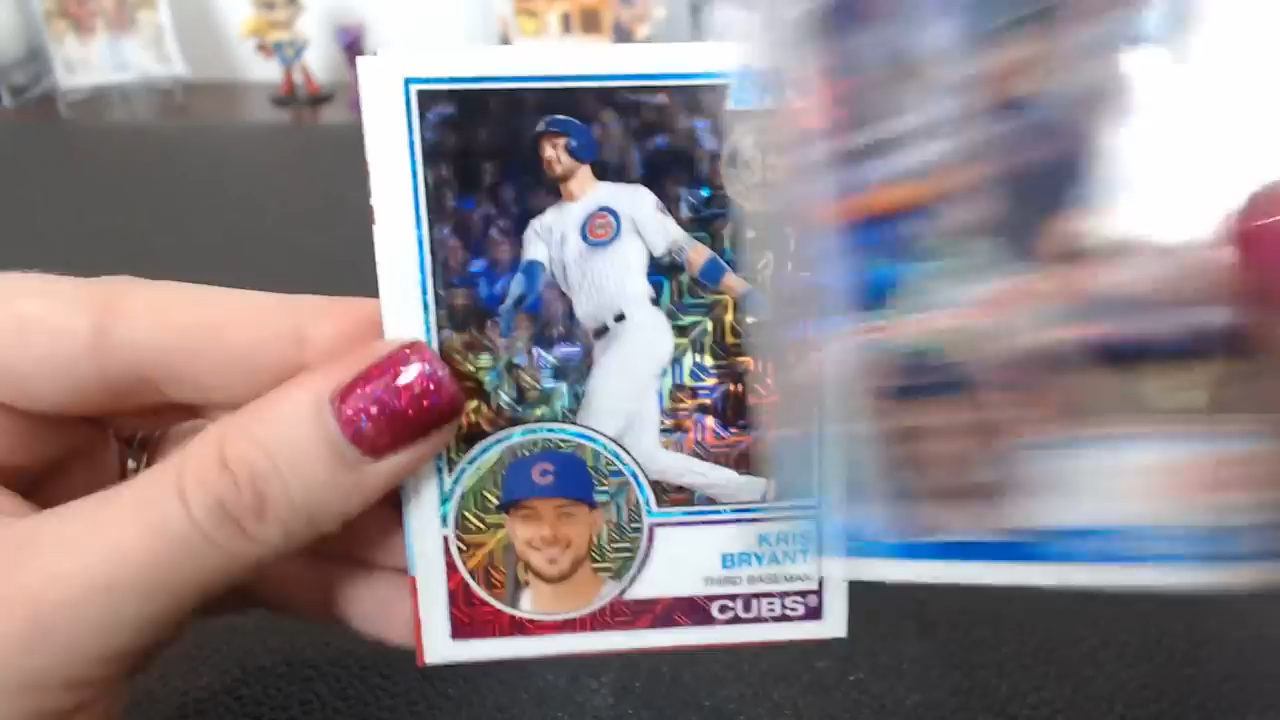 C
C
KRIS
BRYANT
THIRD BASEMAN
CUBS®